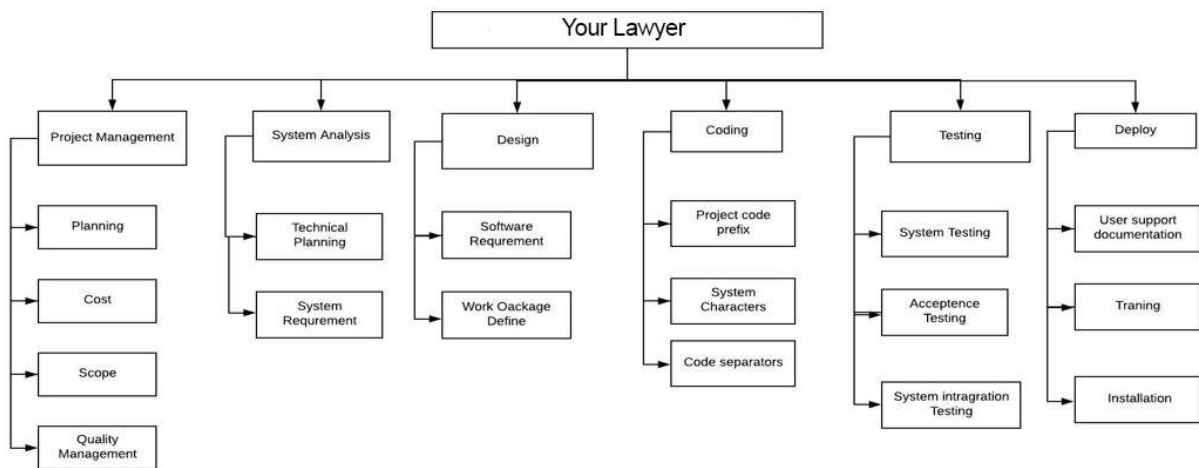 Your Lawyer
Project Management
System Analysis
Design
Coding
Testing
Deploy
Planning
Cost
Scope
Quality
Management
Technical
Planning
System
Requrement
Software
Requrement
Work Oackage
Define
Project code
prefix
System
Characters
Code separators
System Testing
Acceptence
Testing
System intragration
Testing
User support
documentation
Traning
Installation